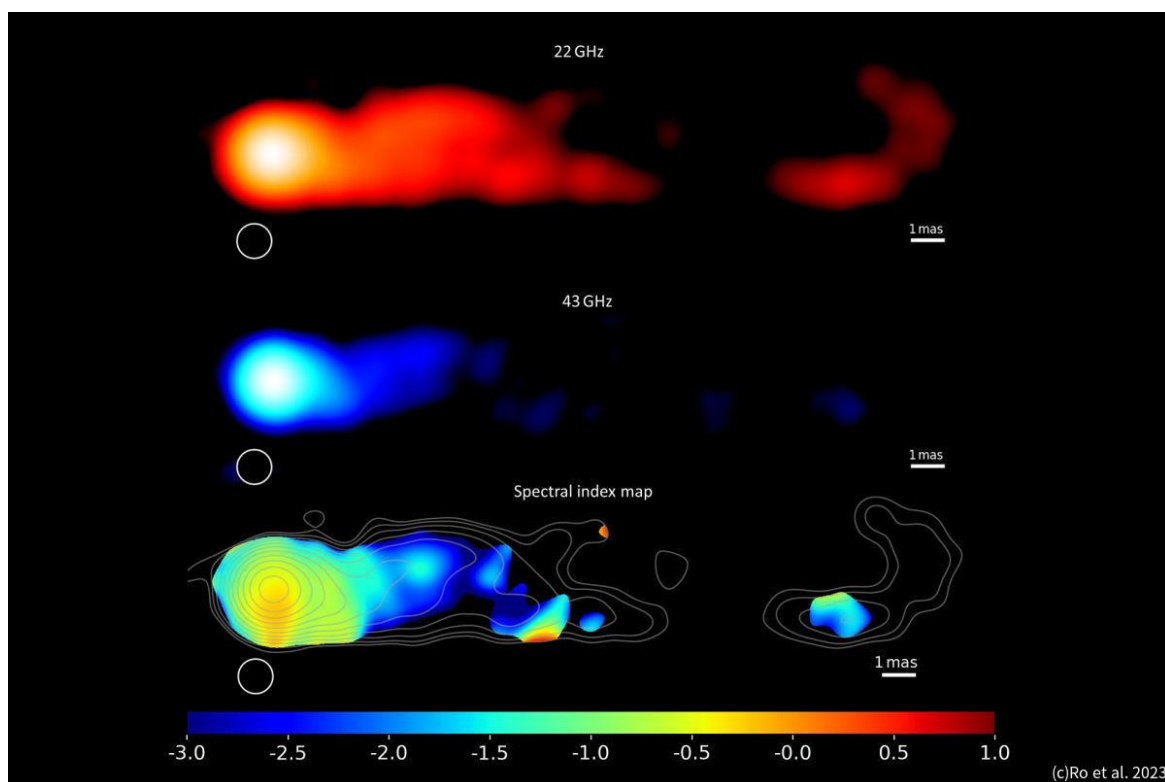 22 GHz
1 mas
43 GHz
1 mas
Spectral index map
1 mas
-3.0 -2.5 -2.0 -1.5 -1.0 -0.5 -0.0 0.5 1.0
(c)Ro et al. 2023